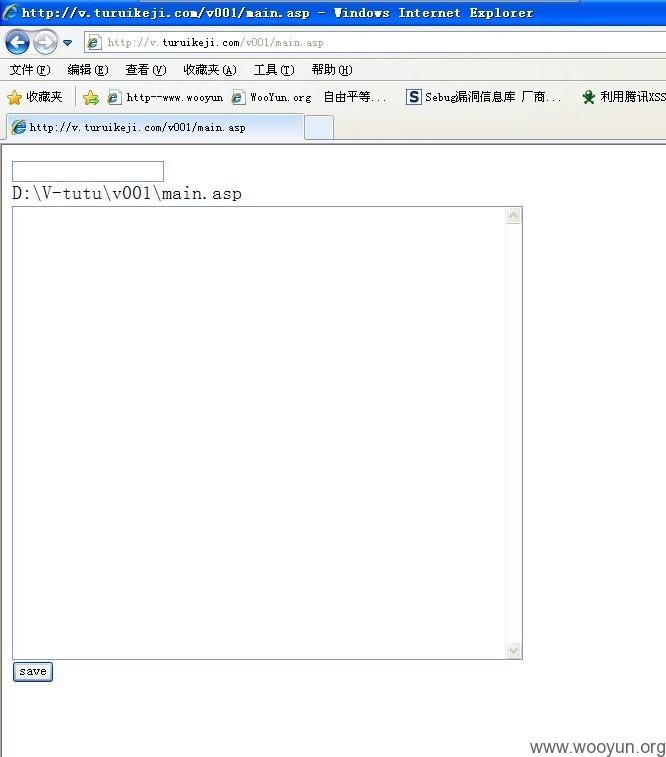 http://v.turuikeji.com/v001/main.asp - Windows Internet Explorer
http://v.turuikeji.com/v001/main.asp
文件(F) 编辑(E) 查看(V) 收藏夹(A) 工具(T) 帮助(H)
收藏夹 http--www.wooyun WooYun.org 自由平等... Sebug漏洞信息库 厂商... 利用腾讯XSS
http://v.turuikeji.com/v001/main.asp
D:\V-tutu\v001\main.asp
save
www.wooyun.org